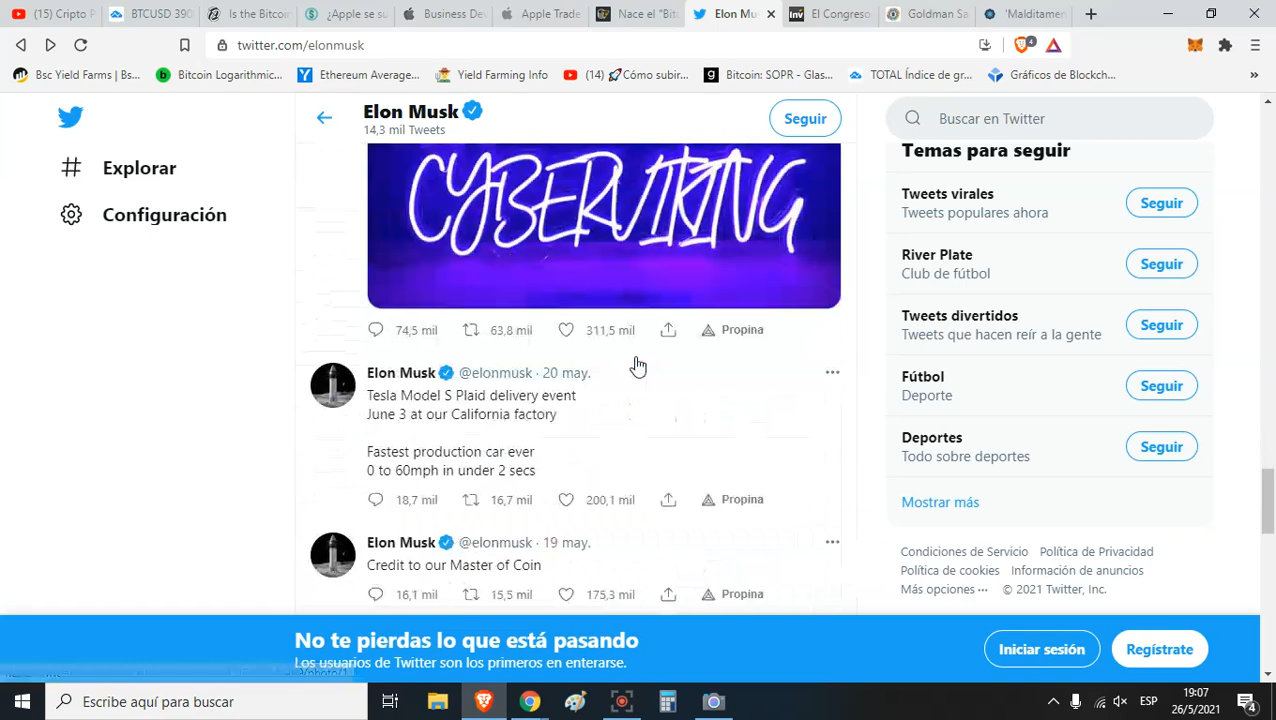 (15) Cripto P
BTCUSD 390
Is the Bitcoi
¿Apple se su
Business Dev
Apple Trade
Nace el "Bit
Elon Mu
El Congreso
Goldman Sa
'Malditamen
twitter.com/elonmusk
4
Bsc Yield Farms | Bs...
Bitcoin Logarithmic...
Ethereum Average...
Yield Farming Info
(14) 🚀Cómo subir...
Bitcoin: SOPR - Glas...
TOTAL Índice de gr...
Gráficos de Blockch...
»
Elon Musk
14,3 mil Tweets
Seguir
Explorar
Configuración
CYBERVIKING
74,5 mil
63,8 mil
311,5 mil
Propina
Elon Musk @elonmusk · 20 may.
Tesla Model S Plaid delivery event
June 3 at our California factory
Fastest production car ever
0 to 60mph in under 2 secs
18,7 mil
16,7 mil
200,1 mil
Propina
Elon Musk @elonmusk · 19 may.
Credit to our Master of Coin
16,1 mil
15,5 mil
175,3 mil
Propina
Buscar en Twitter
Temas para seguir
Tweets virales
Tweets populares ahora
Seguir
River Plate
Club de fútbol
Seguir
Tweets divertidos
Tweets que hacen reír a la gente
Seguir
Fútbol
Deporte
Seguir
Deportes
Todo sobre deportes
Seguir
Mostrar más
Condiciones de Servicio Política de Privacidad
Política de cookies Información de anuncios
Más opciones ··· © 2021 Twitter, Inc.
No te pierdas lo que está pasando
Los usuarios de Twitter son los primeros en enterarse.
Iniciar sesión
Regístrate
Escribe aquí para buscar
ESP
19:07
26/5/2021
4